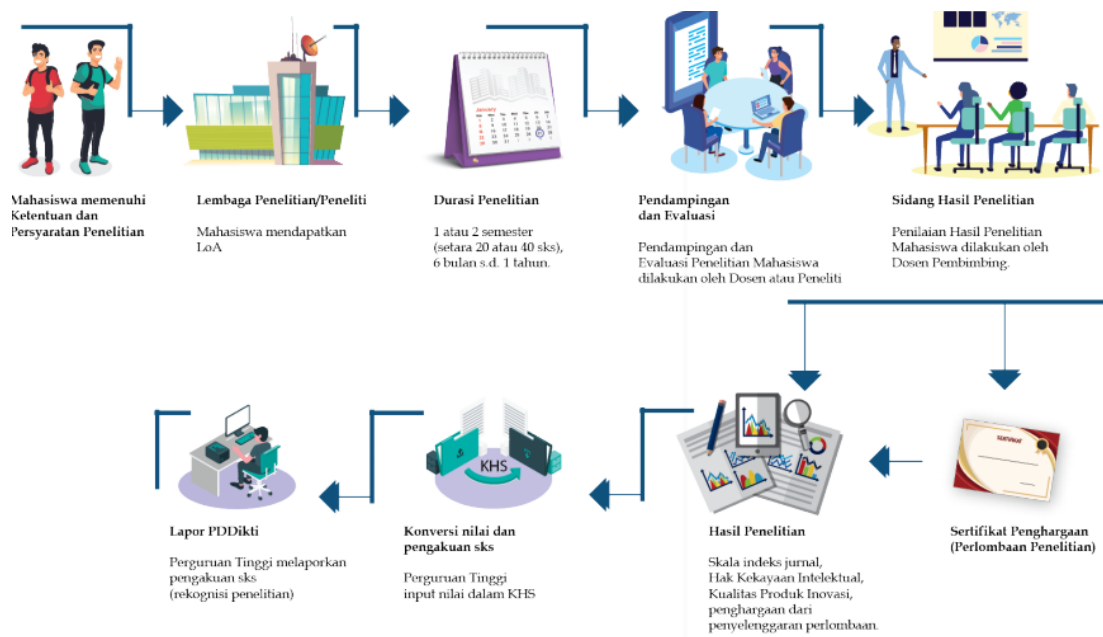 Mahasiswa memenuhi
Ketentuan dan
Persyaratan Penelitian
Lembaga Penelitian/Peneliti
Mahasiswa mendapatkan
LoA
January
Durasi Penelitian
1 atau 2 semester
(setara 20 atau 40 sks),
6 bulan s.d. 1 tahun.
Pendampingan
dan Evaluasi
Pendampingan dan
Evaluasi Penelitian Mahasiswa
dilakukan oleh Dosen atau Peneliti
Sidang Hasil Penelitian
Penilaian Hasil Penelitian
Mahasiswa dilakukan oleh
Dosen Pembimbing.
Lapor PDDikti
Perguruan Tinggi melaporkan
pengakuan sks
(rekognisi penelitian)
KHS
Konversi nilai dan
pengakuan sks
Perguruan Tinggi
input nilai dalam KHS
Hasil Penelitian
Skala indeks jurnal,
Hak Kekayaan Intelektual,
Kualitas Produk Inovasi,
penghargaan dari
penyelenggaran perlombaan.
SERTIFIKAT
Sertifikat Penghargaan
(Perlombaan Penelitian)